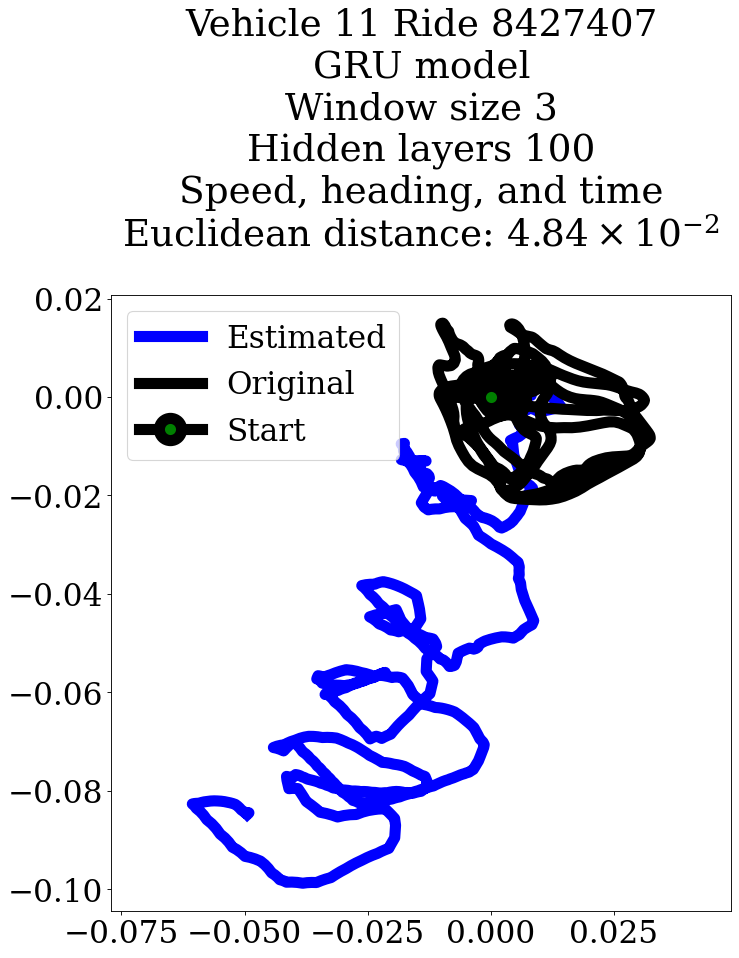 Vehicle 11 Ride 8427407
GRU model
Window size 3
Hidden layers 100
Speed, heading, and time
Euclidean distance: 4.84 × 10⁻²
0.02
0.00
−0.02
−0.04
−0.06
−0.08
−0.10
Estimated
Original
Start
−0.075 −0.050 −0.025 0.000 0.025